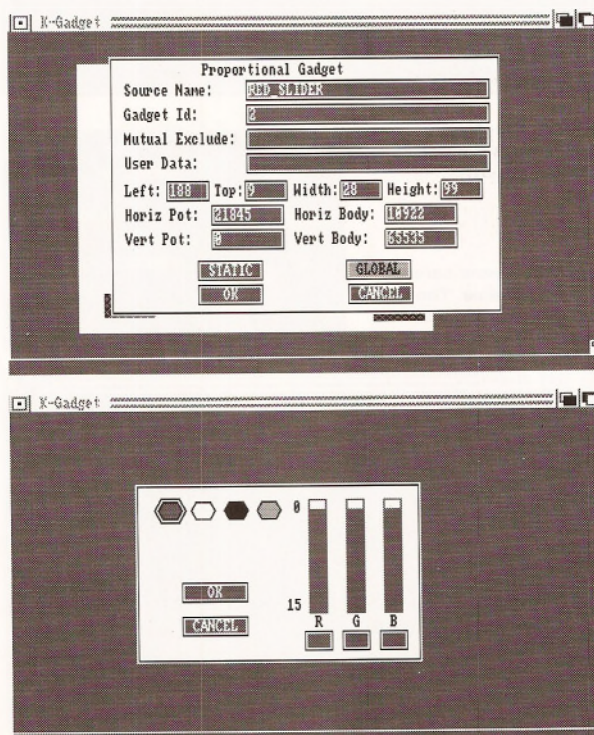 K-Gadget
Proportional Gadget
Source Name: RED_SLIDER
Gadget Id: 2
Mutual Exclude:
User Data:
Left: 188 Top: 9 Width: 28 Height: 99
Horiz Pot: 21845 Horiz Body: 10922
Vert Pot: 0 Vert Body: 65535
STATIC GLOBAL
OK CANCEL
K-Gadget
0
OK
15
CANCEL
R G B